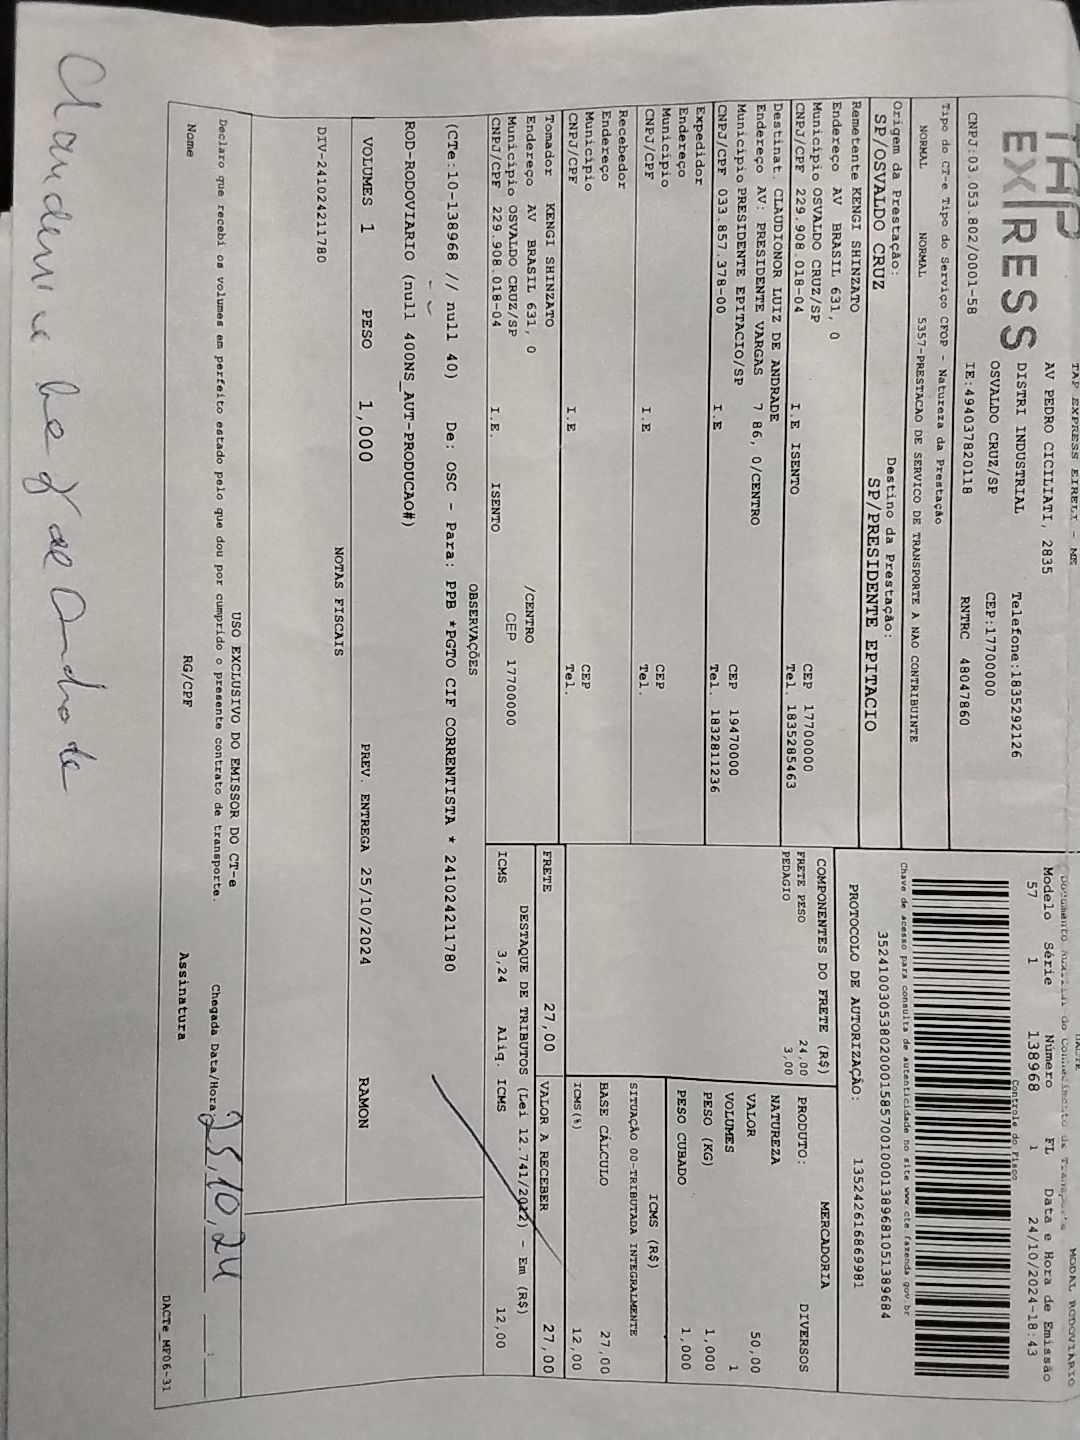 TAP EXPRESS EIRELI - ME
TAP
EXPRESS
AV PEDRO CICILIATI, 2835
DISTRI INDUSTRIAL Telefone:1835292126
OSVALDO CRUZ/SP CEP:17700000
CNPJ:03.053.802/0001-58 IE:494037820118 RNTRC 48047860
DACTE
Documento Auxiliar do Conhecimento de Transporte MODAL RODOVIÁRIO
Modelo Série Número FL Data e Hora de Emissão
57 1 138968 1 24/10/2024-18:43
Controle do Fisco
Chave de acesso para consulta de autenticidade no site www.cte.fazenda.gov.br
PROTOCOLO DE AUTORIZAÇÃO: 135242616869981
Tipo do CT-e Tipo do Serviço CFOP - Natureza da Prestação
NORMAL NORMAL 5357-PRESTACAO DE SERVICO DE TRANSPORTE A NAO CONTRIBUINTE
Origem da Prestação: Destino da Prestação:
SP/OSVALDO CRUZ SP/PRESIDENTE EPITACIO
Remetente KENGI SHINZATO
Endereço AV BRASIL 631, 0
Município OSVALDO CRUZ/SP CEP 17700000
CNPJ/CPF 229.908.018-04 I.E ISENTO Tel. 1835285463
Destinat. CLAUDIONOR LUIZ DE ANDRADE
Endereço AV: PRESIDENTE VARGAS 7 86, 0/CENTRO
Município PRESIDENTE EPITACIO/SP CEP 19470000
CNPJ/CPF 033.857.378-00 I.E Tel. 1832811236
Expedidor
Endereço
Município CEP
CNPJ/CPF I.E Tel.
Recebedor
Endereço
Município CEP
CNPJ/CPF I.E Tel.
Tomador KENGI SHINZATO
Endereço AV BRASIL 631, 0 /CENTRO
Município OSVALDO CRUZ/SP CEP 17700000
CNPJ/CPF 229.908.018-04 I.E. ISENTO
COMPONENTES DO FRETE (R$)
FRETE PESO 24,00
PEDAGIO 3,00
MERCADORIA
PRODUTO: DIVERSOS
NATUREZA
VALOR 50,00
VOLUMES 1
PESO (KG) 1,000
PESO CUBADO 1,000
ICMS (R$)
SITUAÇÃO 00-TRIBUTADA INTEGRALMENTE
BASE CÁLCULO 27,00
ICMS(%) 12,00
FRETE 27,00 VALOR A RECEBER 27,00
DESTAQUE DE TRIBUTOS (Lei 12.741/2012) - Em (R$)
ICMS 3,24 Aliq. ICMS 12,00
OBSERVAÇÕES
(CTe:10-138968 // null 40) De: OSC - Para: PPB *PGTO CIF CORRENTISTA * 241024211780
ROD-RODOVIARIO (null 400NS_AUT-PRODUCAO#)
VOLUMES 1 PESO 1,000 PREV. ENTREGA 25/10/2024 RAMON
NOTAS FISCAIS
DIV-241024211780
USO EXCLUSIVO DO EMISSOR DO CT-e
Declaro que recebi os volumes em perfeito estado pelo que dou por cumprido o presente contrato de transporte. Chegada Data/Hora 25,10,24 :
Nome RG/CPF Assinatura
DACTe_MF06-31